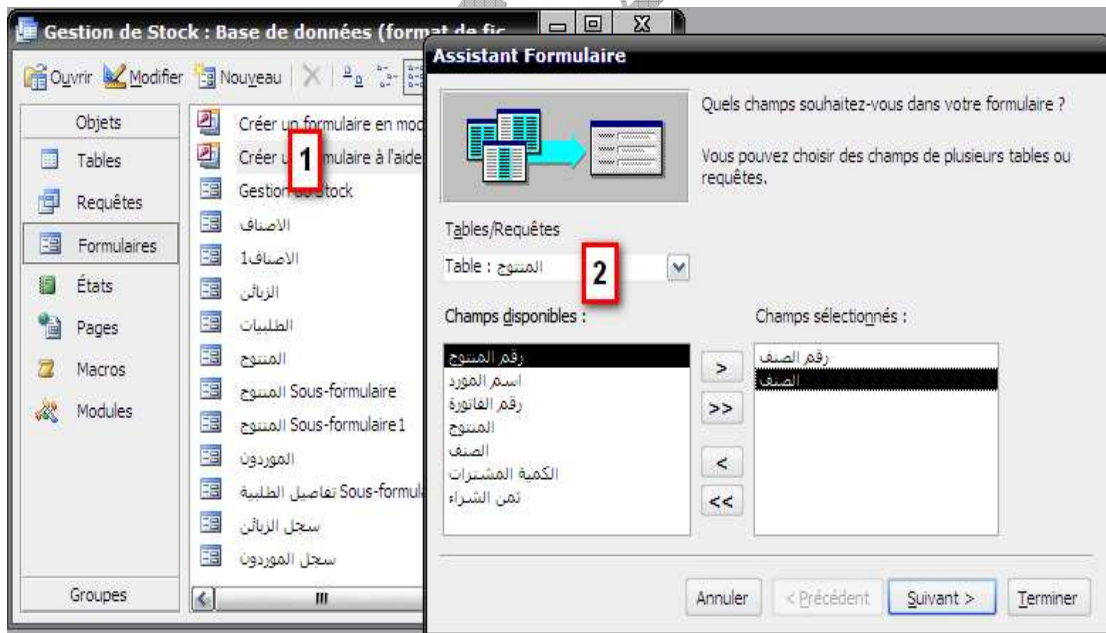 Gestion de Stock : Base de données (format de fic
Ouvrir Modifier Nouveau
Objets
Tables
Requêtes
Formulaires
États
Pages
Macros
Modules
Groupes
Créer un formulaire en mod
Créer u mulaire à l'aide
1
Gestion de Stock
الاصناف
الاصناف1
الزبائن
الطلبيات
المنتوج
المنتوج Sous-formulaire
المنتوج Sous-formulaire1
الموردون
تفاصيل الطلبية Sous-formul
سجل الزبائن
سجل الموردون
Assistant Formulaire
Quels champs souhaitez-vous dans votre formulaire ?
Vous pouvez choisir des champs de plusieurs tables ou
requêtes.
Tables/Requêtes
Table : المنتوج
2
Champs disponibles :
رقم المنتوج
اسم المورد
رقم الفاتورة
المنتوج
الصنف
الكمية المشترات
ثمن الشراء
>
>>
<
<<
Champs sélectionnés :
رقم الصنف
الصنف
Annuler < Précédent Suivant > Terminer